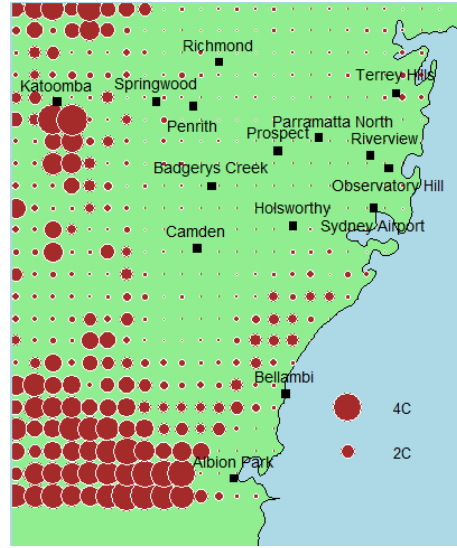 Richmond
Terrey Hills
Katoomba
Springwood
Penrith
Parramatta North
Prospect
Riverview
Badgerys Creek
Observatory Hill
Holsworthy
Sydney Airport
Camden
Bellambi
4C
2C
Albion Park